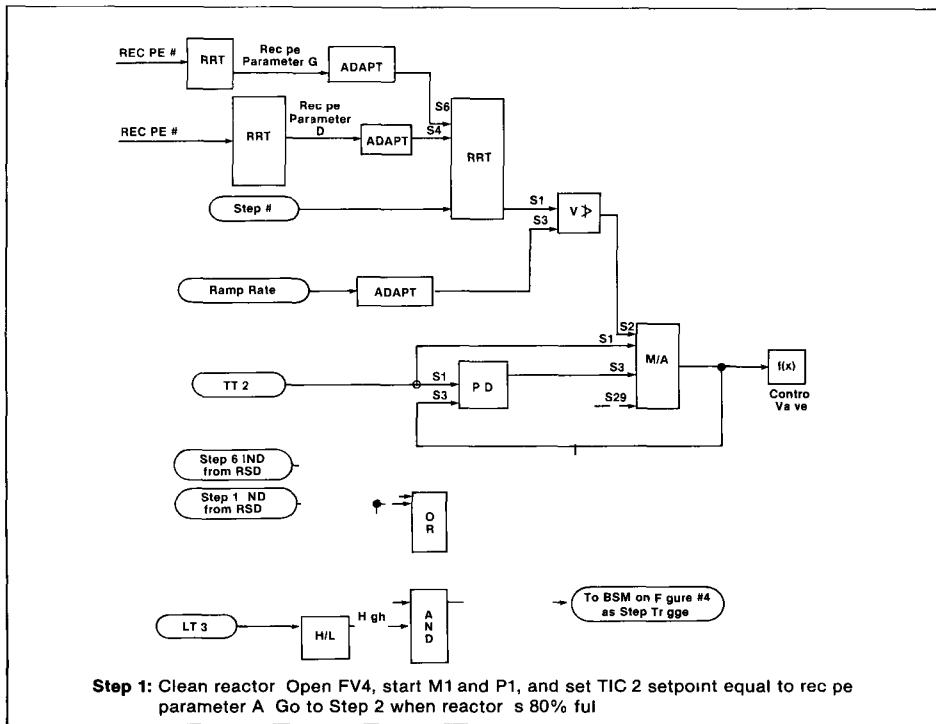 REC PE #
RRT
Rec pe
Parameter G
ADAPT
S6
REC PE #
RRT
Rec pe
Parameter
D
ADAPT
S4
RRT
Step #
S1
S3
V
Ramp Rate
ADAPT
S2
S1
M/A
TT 2
S1
S3
P D
S3
S29
f(x)
Contro
Va ve
Step 6 IND
from RSD
Step 1 ND
from RSD
O
R
LT 3
H/L
H gh
A
N
D
To BSM on F gure #4
as Step Tr gge
Step 1: Clean reactor Open FV4, start M1 and P1, and set TIC 2 setpoint equal to rec pe
parameter A Go to Step 2 when reactor s 80% ful